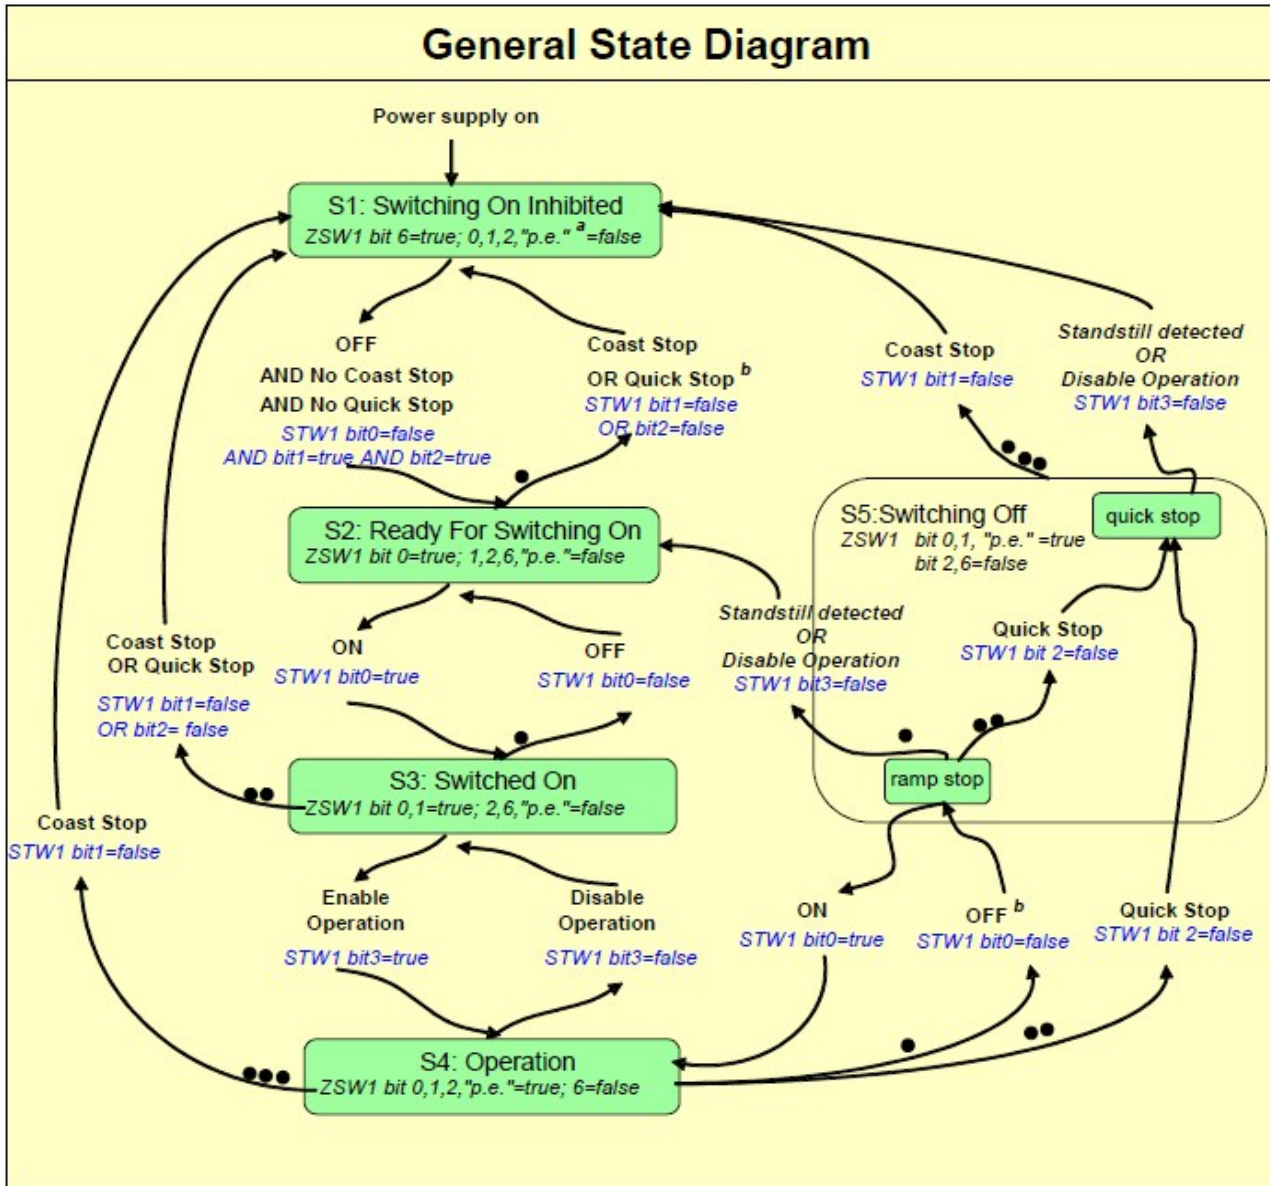 General State Diagram
Power supply on
S1: Switching On Inhibited
ZSW1 bit 6=true; 0,1,2,"p.e." a =false
OFF
AND No Coast Stop
AND No Quick Stop
STW1 bit0=false
AND bit1=true AND bit2=true
Coast Stop
OR Quick Stop b
STW1 bit1=false
OR bit2=false
Coast Stop
STW1 bit1=false
Standstill detected
OR
Disable Operation
STW1 bit3=false
S2: Ready For Switching On
ZSW1 bit 0=true; 1,2,6,"p.e."=false
S5:Switching Off
ZSW1 bit 0,1, "p.e." =true
bit 2,6=false
quick stop
Coast Stop
OR Quick Stop
STW1 bit1=false
OR bit2= false
ON
STW1 bit0=true
OFF
STW1 bit0=false
Standstill detected
OR
Disable Operation
STW1 bit3=false
Quick Stop
STW1 bit 2=false
S3: Switched On
ZSW1 bit 0,1=true; 2,6,"p.e."=false
ramp stop
Coast Stop
STW1 bit1=false
Enable
Operation
STW1 bit3=true
Disable
Operation
STW1 bit3=false
ON
STW1 bit0=true
OFF b
STW1 bit0=false
Quick Stop
STW1 bit 2=false
S4: Operation
ZSW1 bit 0,1,2,"p.e."=true; 6=false